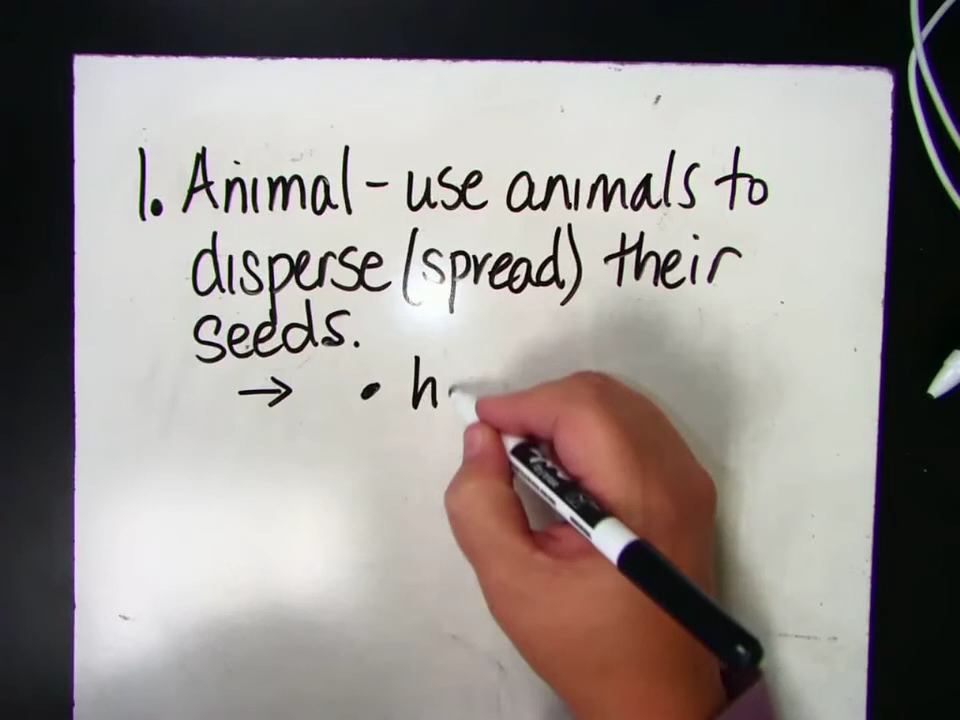 1. Animal - use animals to
disperse (spread) their
seeds.
→ • h